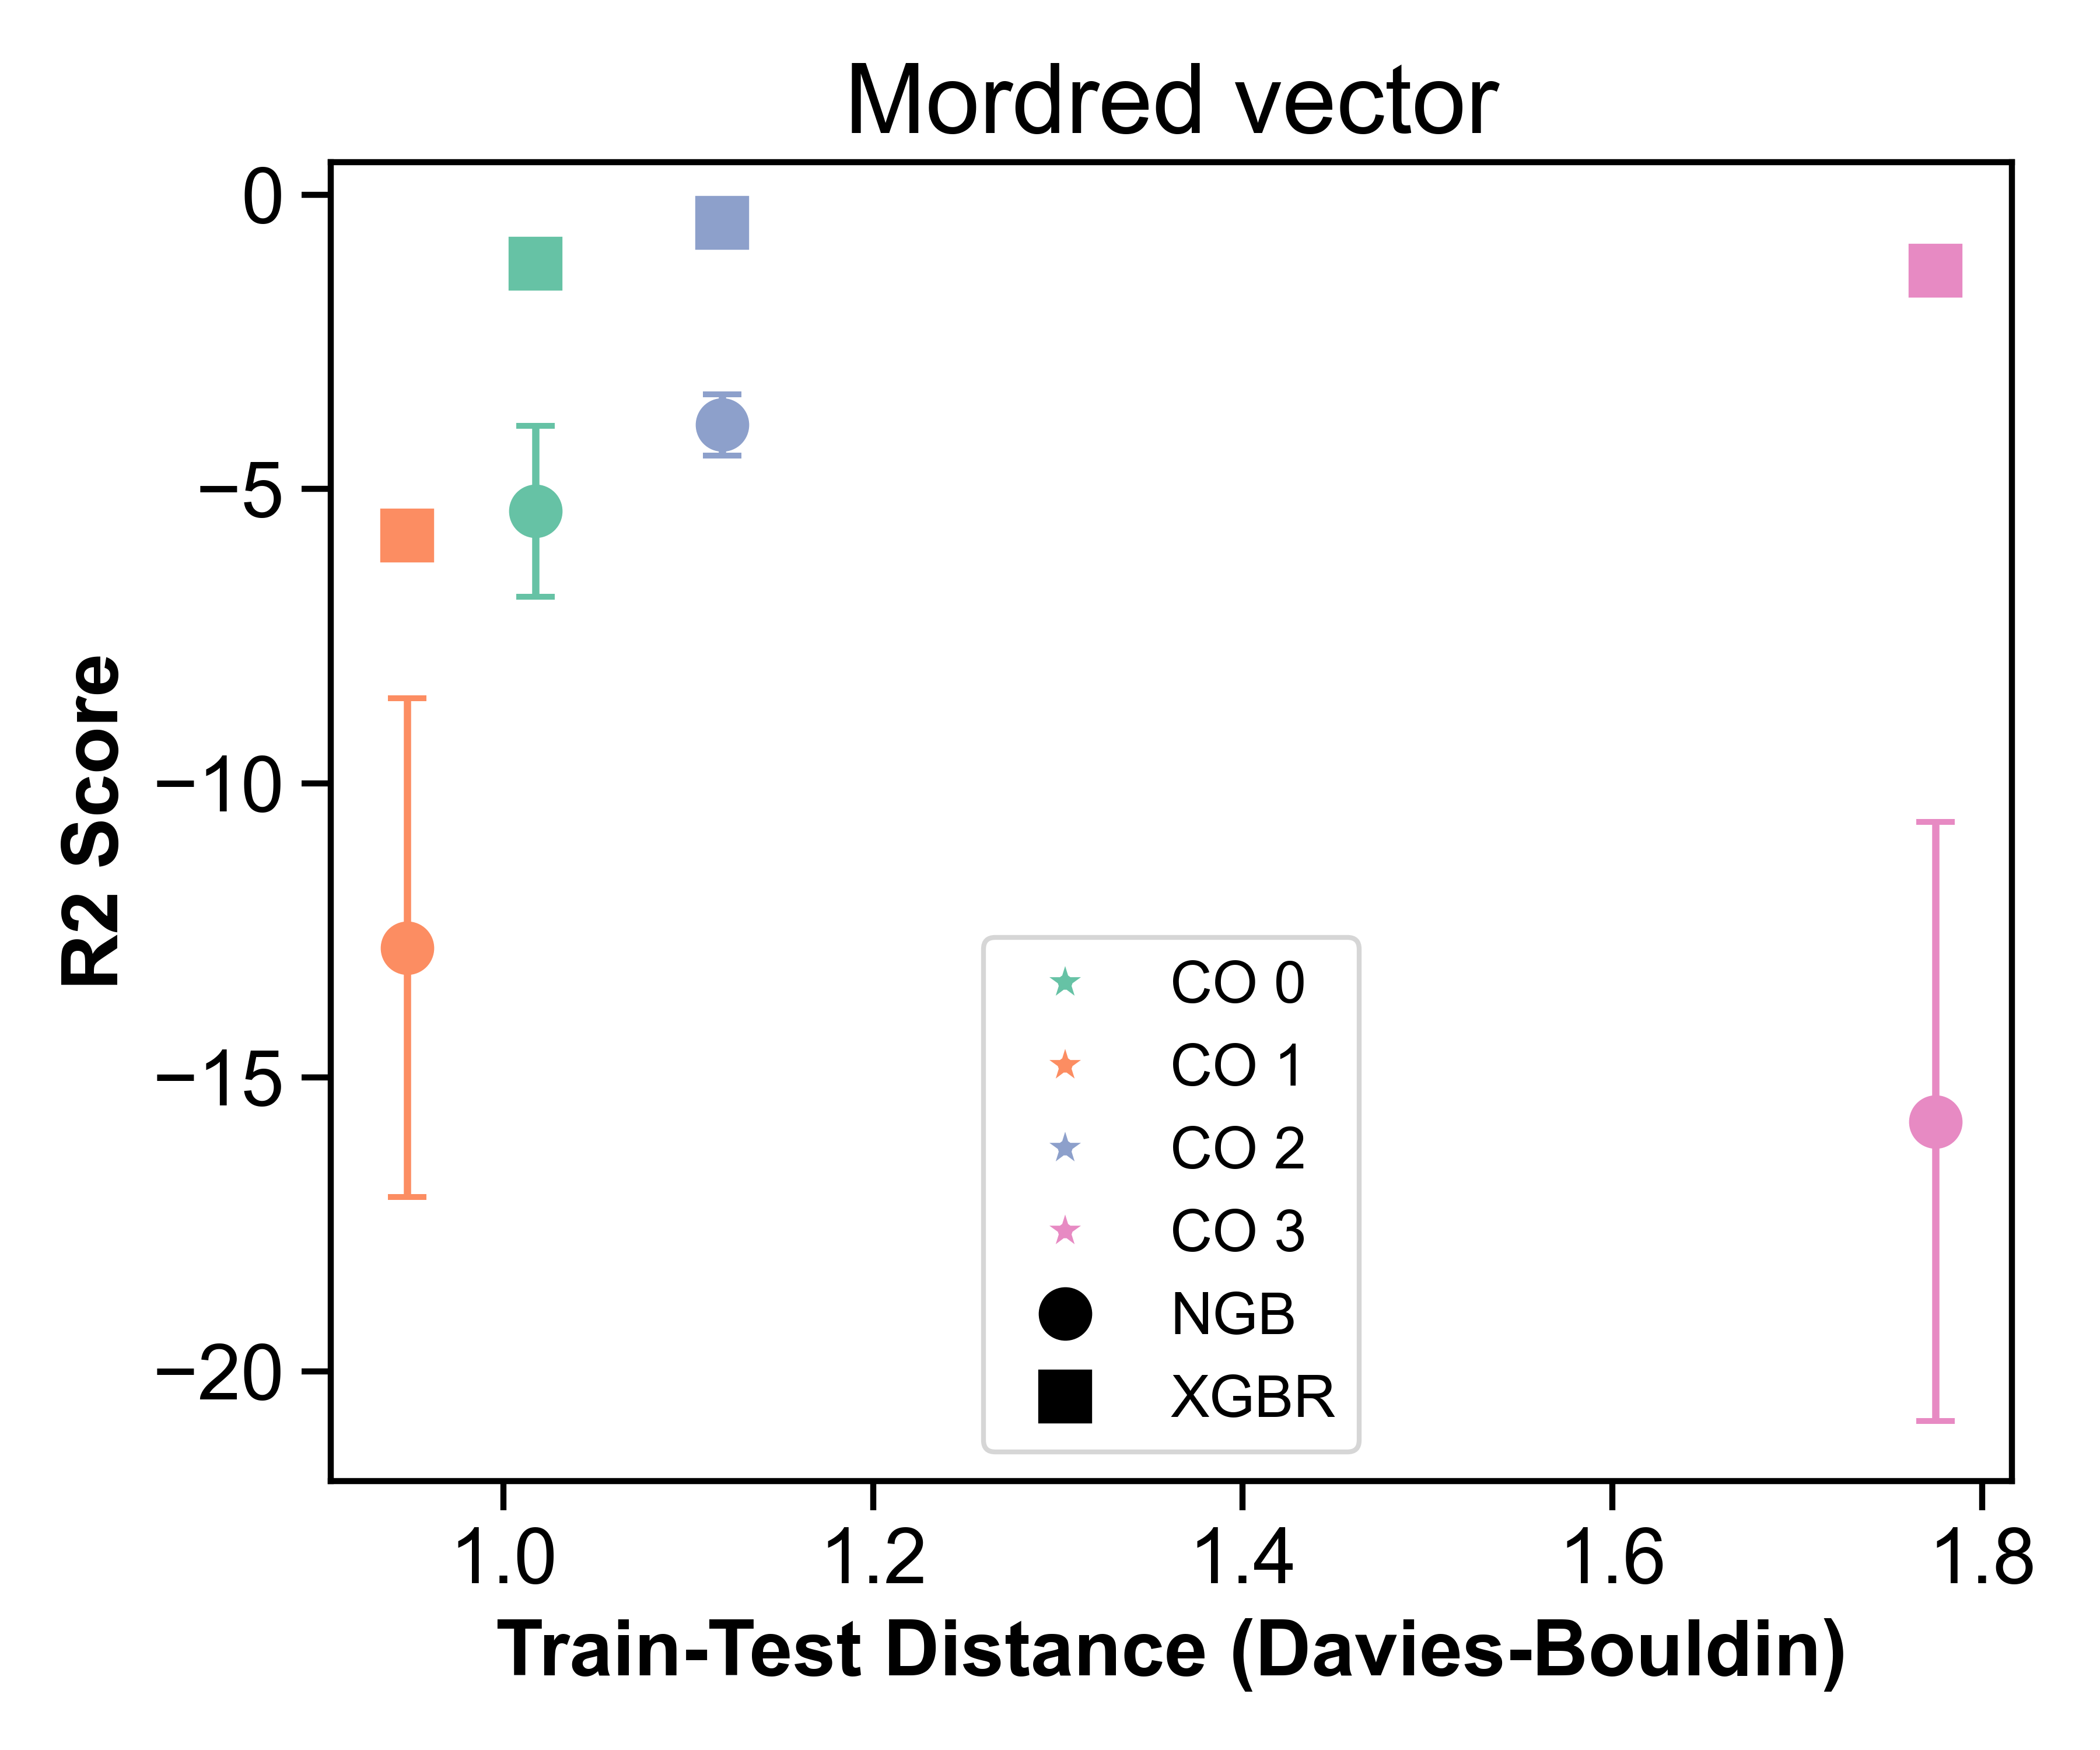 Mordred vector
0
−5
−10
−15
−20
R2 Score
CO 0
CO 1
CO 2
CO 3
NGB
XGBR
1.0 1.2 1.4 1.6 1.8
Train-Test Distance (Davies-Bouldin)